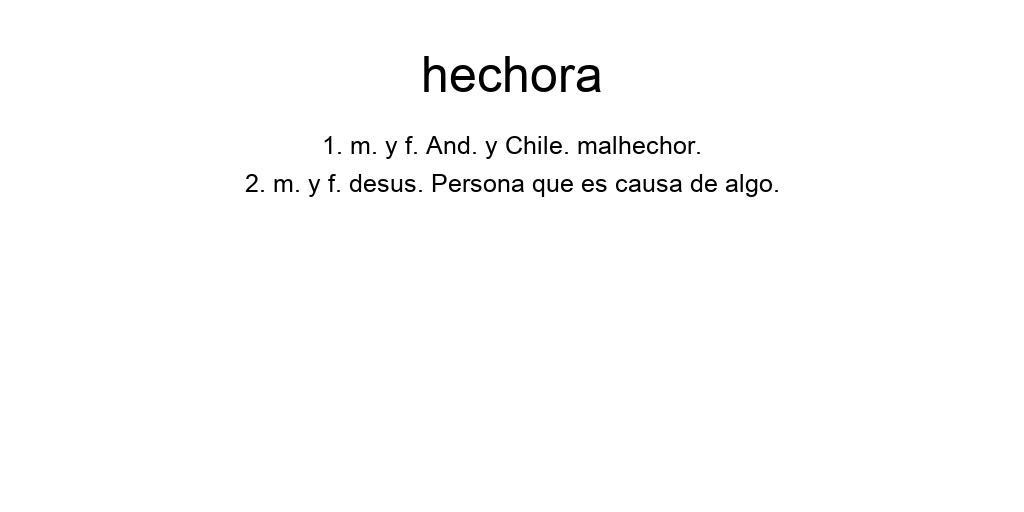 hechora
1. m. y f. And. y Chile. malhechor.
2. m. y f. desus. Persona que es causa de algo.